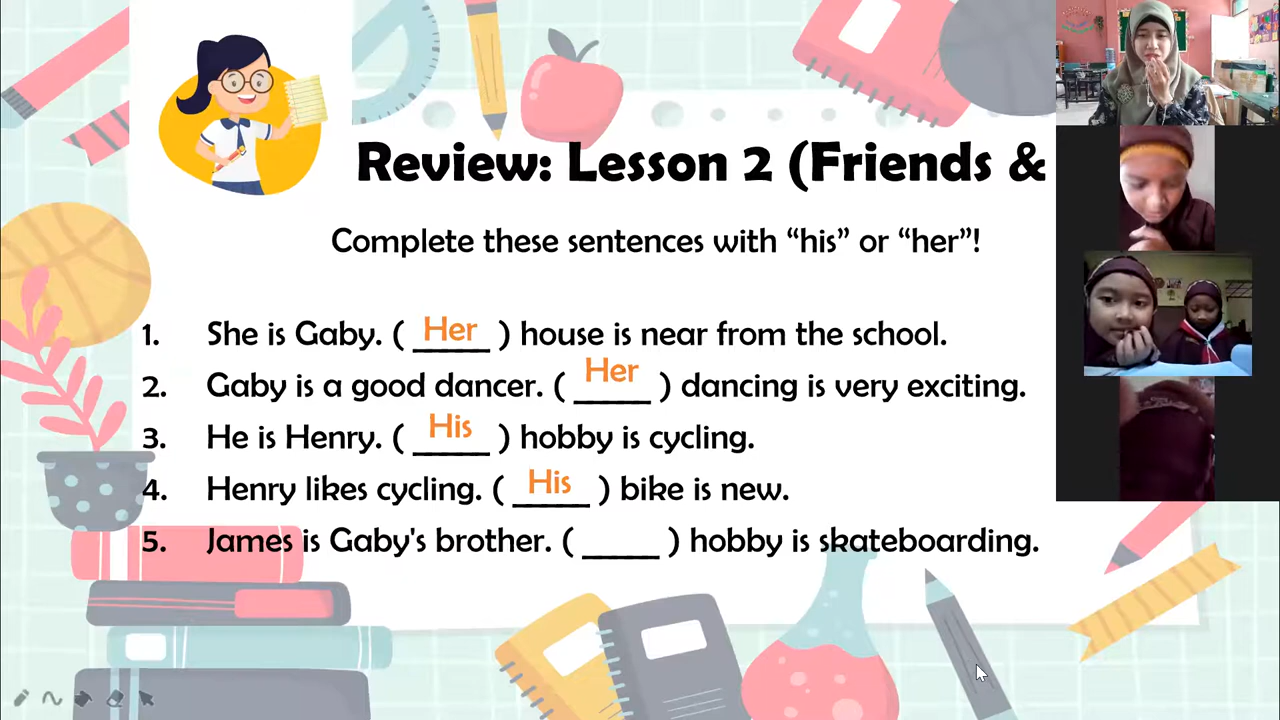 Review: Lesson 2 (Friends &
Complete these sentences with “his” or “her”!
1. She is Gaby. ( Her ) house is near from the school.
2. Gaby is a good dancer. ( Her ) dancing is very exciting.
3. He is Henry. ( His ) hobby is cycling.
4. Henry likes cycling. ( His ) bike is new.
5. James is Gaby's brother. ( _____ ) hobby is skateboarding.